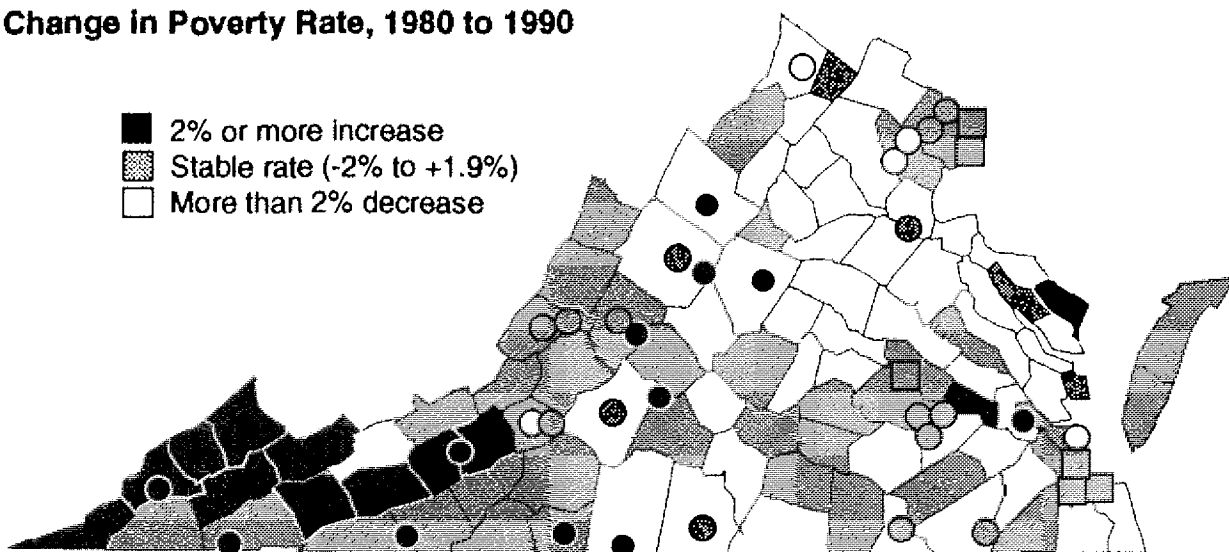 Change in Poverty Rate, 1980 to 1990
2% or more increase
Stable rate (-2% to +1.9%)
More than 2% decrease